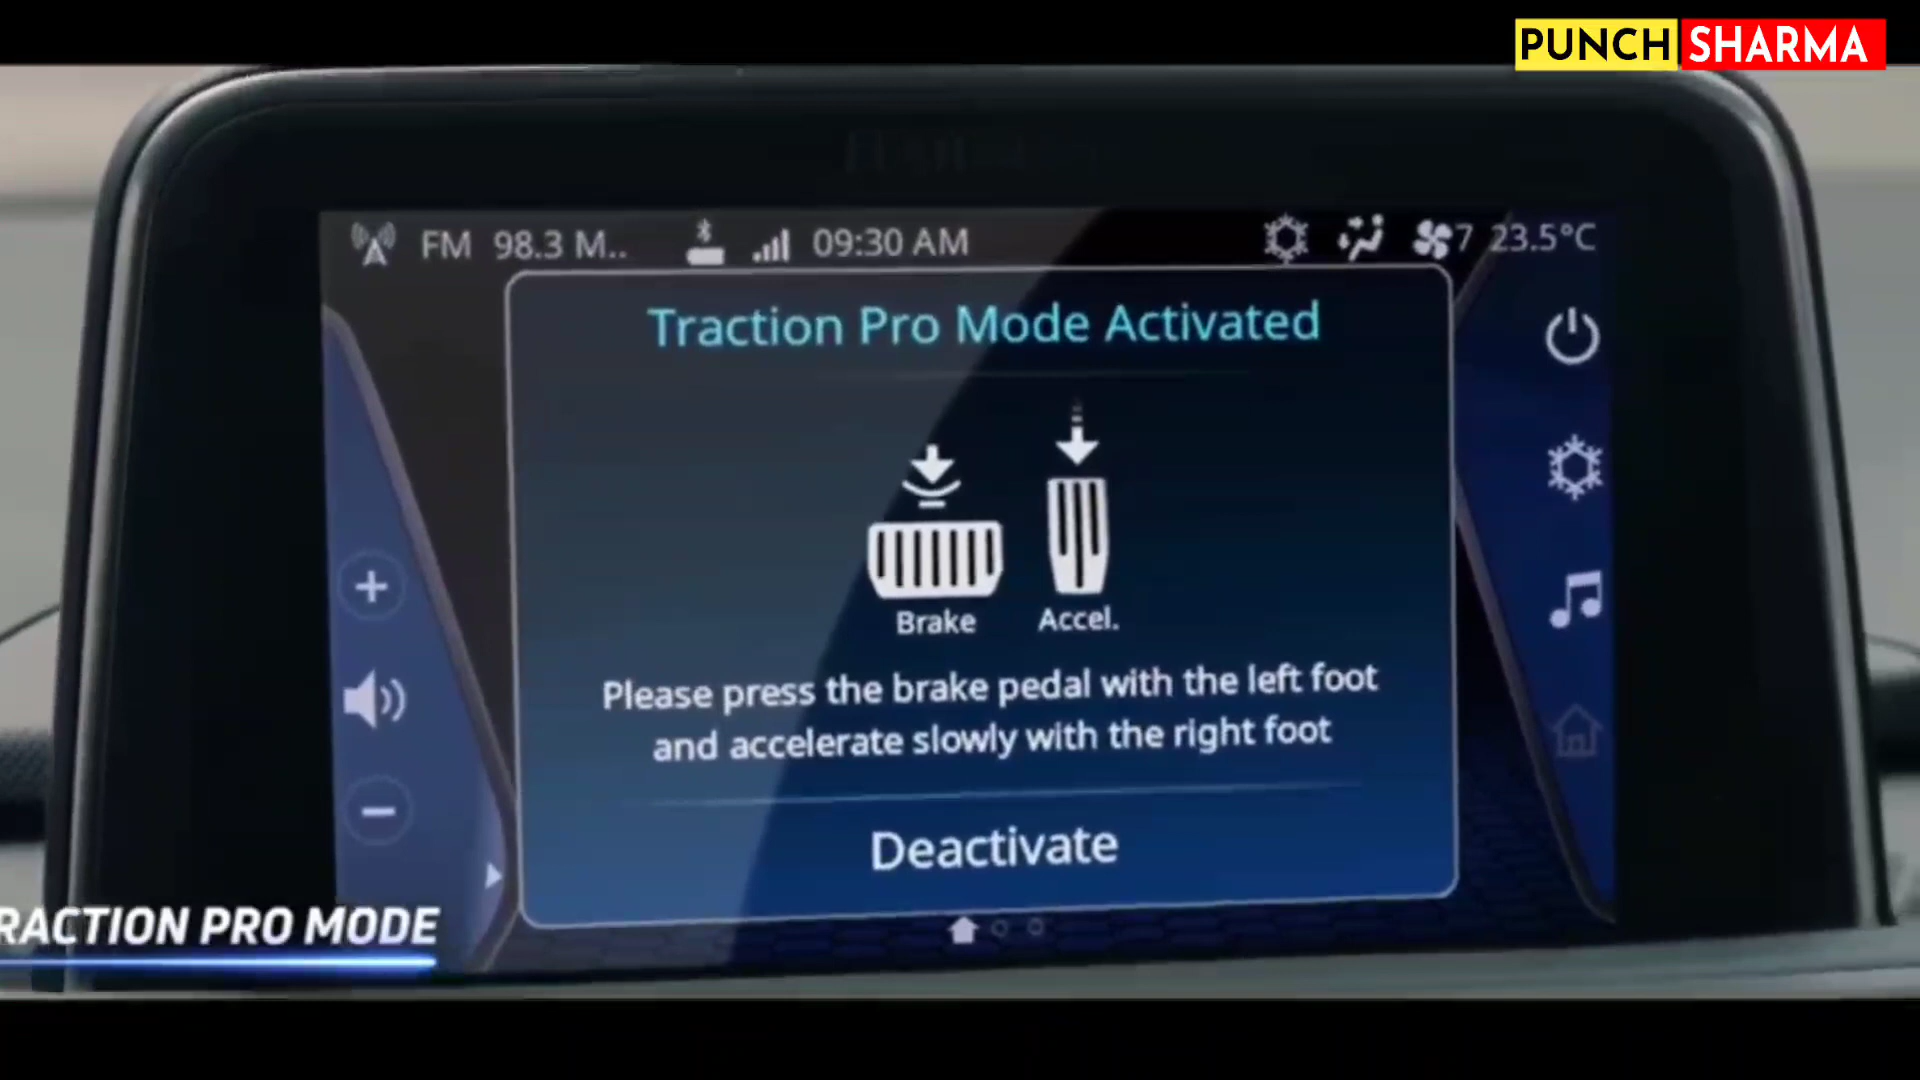 PUNCH SHARMA
FM 98.3 M.. 09:30 AM 7 23.5°C
Traction Pro Mode Activated
Brake Accel.
Please press the brake pedal with the left foot
and accelerate slowly with the right foot
Deactivate
RACTION PRO MODE